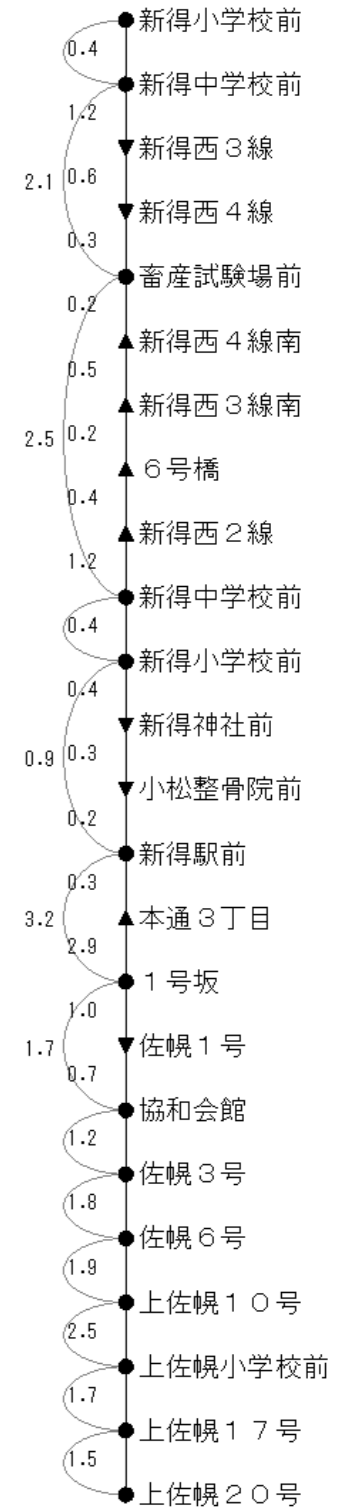 新得小学校前
0.4
新得中学校前
1.2
新得西３線
2.1
0.6
新得西４線
0.3
畜産試験場前
0.2
新得西４線南
0.5
新得西３線南
2.5
0.2
６号橋
0.4
新得西２線
1.2
新得中学校前
0.4
新得小学校前
0.4
新得神社前
0.9
0.3
小松整骨院前
0.2
新得駅前
0.3
3.2
本通３丁目
2.9
１号坂
1.0
1.7
佐幌１号
0.7
協和会館
1.2
佐幌３号
1.8
佐幌６号
1.9
上佐幌１０号
2.5
上佐幌小学校前
1.7
上佐幌１７号
1.5
上佐幌２０号